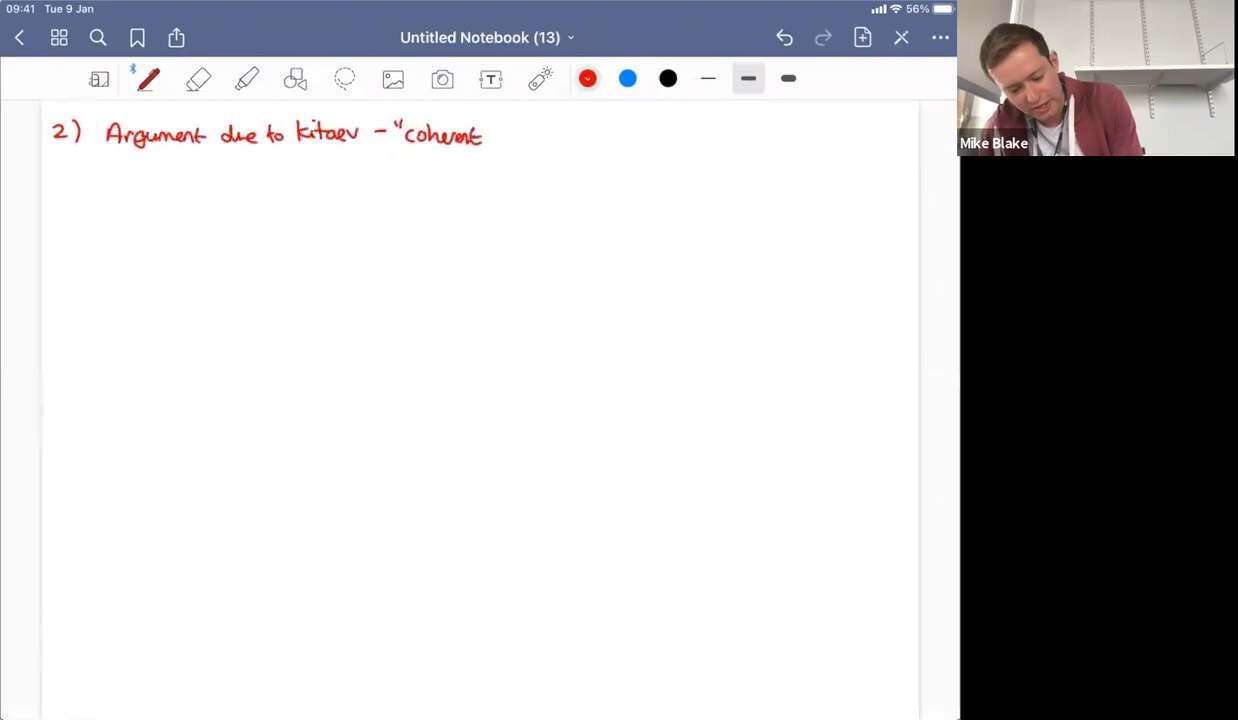 09:41 Tue 9 Jan
56%
Untitled Notebook (13)
T
2) Argument due to kitaev - "coherent
Mike Blake